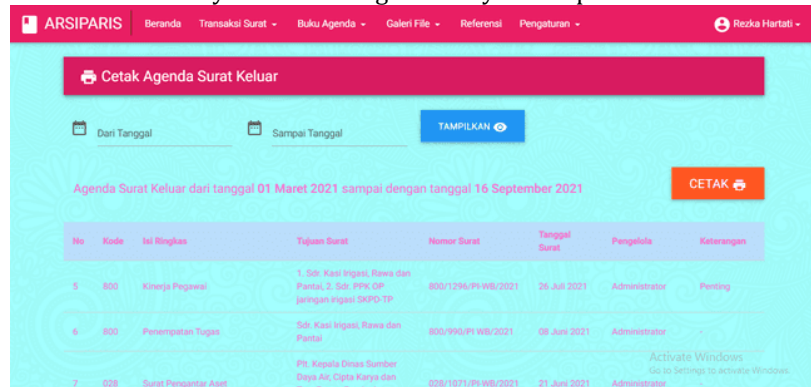 ARSIPARIS Beranda Transaksi Surat Buku Agenda Galeri File Referensi Pengaturan Rezka Hartati
Cetak Agenda Surat Keluar
Dari Tanggal Sampai Tanggal TAMPILKAN
Agenda Surat Keluar dari tanggal 01 Maret 2021 sampai dengan tanggal 16 September 2021 CETAK
No Kode Isi Ringkas Tujuan Surat Nomor Surat Tanggal Surat Pengelola Keterangan
5 800 Kinerja Pegawai 1. Sdr. Kasi Irigasi, Rawa dan Pantai, 2. Sdr. PPK OP jaringan irigasi SKPD-TP 800/1296/PI-WB/2021 26 Juli 2021 Administrator Penting
6 800 Penempatan Tugas Sdr. Kasi Irigasi, Rawa dan Pantai 800/990/PI WB/2021 08 Juni 2021 Administrator -
7 028 Surat Pengantar Aset Plt. Kepala Dinas Sumber Daya Air, Cipta Karya dan 028/1071/PI-WB/2021 21 Juni 2021 Administrator
Activate Windows
Go to Settings to activate Windows.